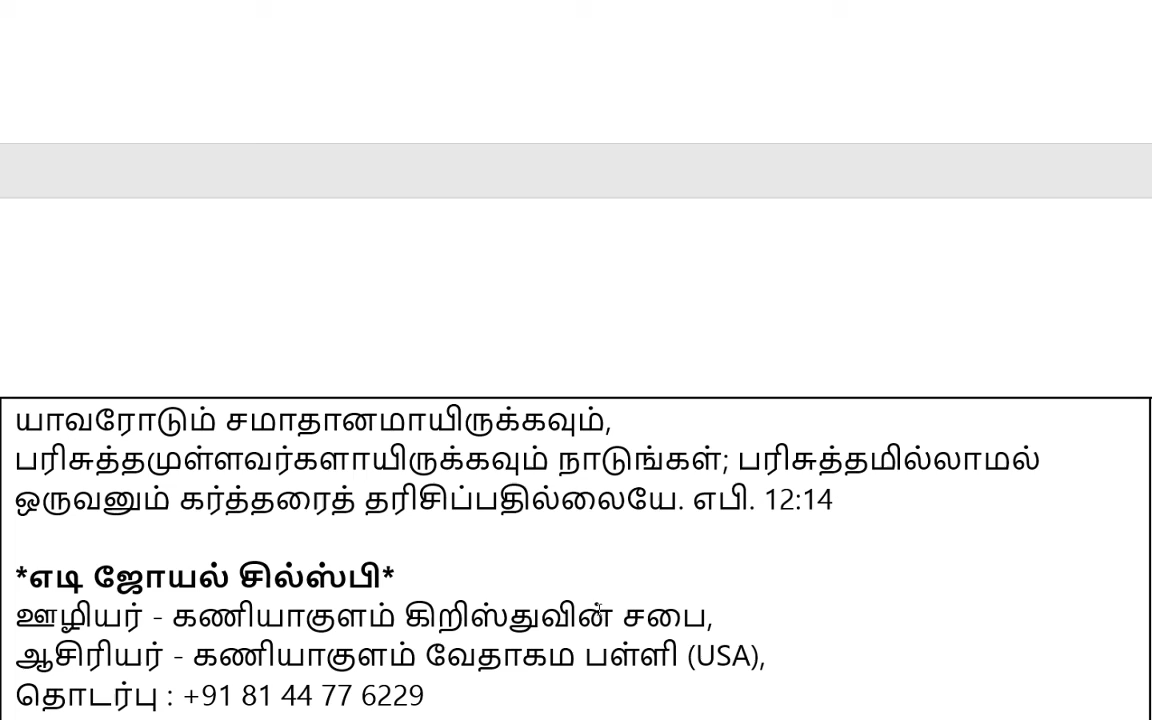 யாவரோடும் சமாதானமாயிருக்கவும்,
பரிசுத்தமுள்ளவர்களாயிருக்கவும் நாடுங்கள்; பரிசுத்தமில்லாமல்
ஒருவனும் கர்த்தரைத் தரிசிப்பதில்லையே. எபி. 12:14
*எடி ஜோயல் சில்ஸ்பி*
ஊழியர் - கணியாகுளம் கிறிஸ்துவின் சபை,
ஆசிரியர் - கணியாகுளம் வேதாகம பள்ளி (USA),
தொடர்பு : +91 81 44 77 6229